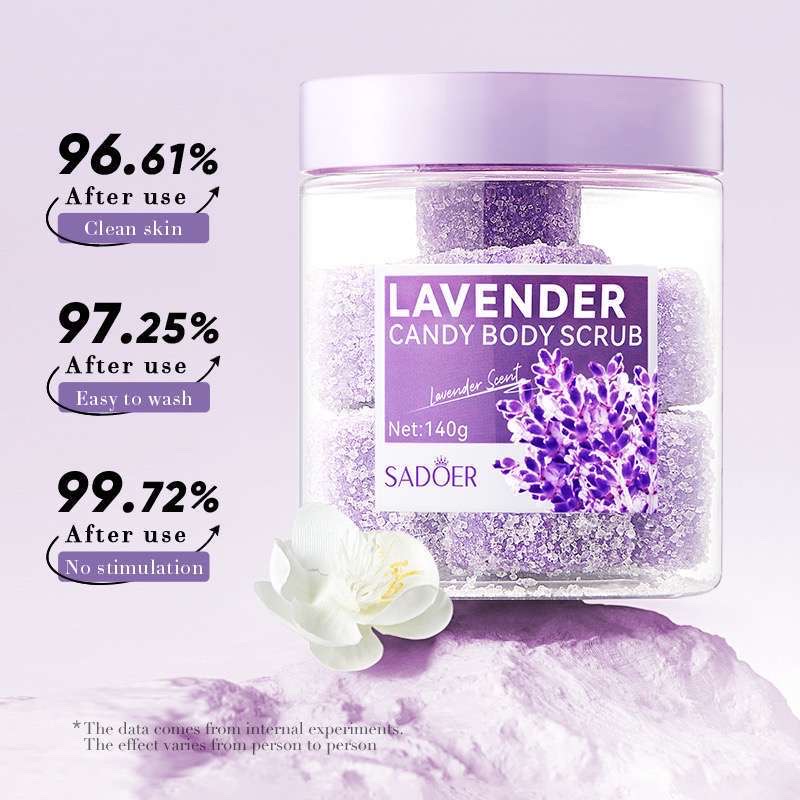 96.61%
After use
Clean skin
97.25%
After use
Easy to wash
99.72%
After use
No stimulation
LAVENDER
CANDY BODY SCRUB
Lavender Scent
Net:140g
SADOER
*The data comes from internal experiments.
The effect varies from person to person